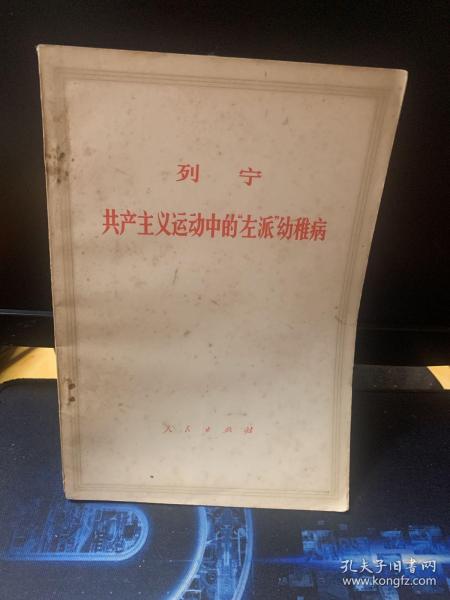 列 宁
共产主义运动中的“左派”幼稚病
人民出版社
孔夫子旧书网
www.kongfz.com